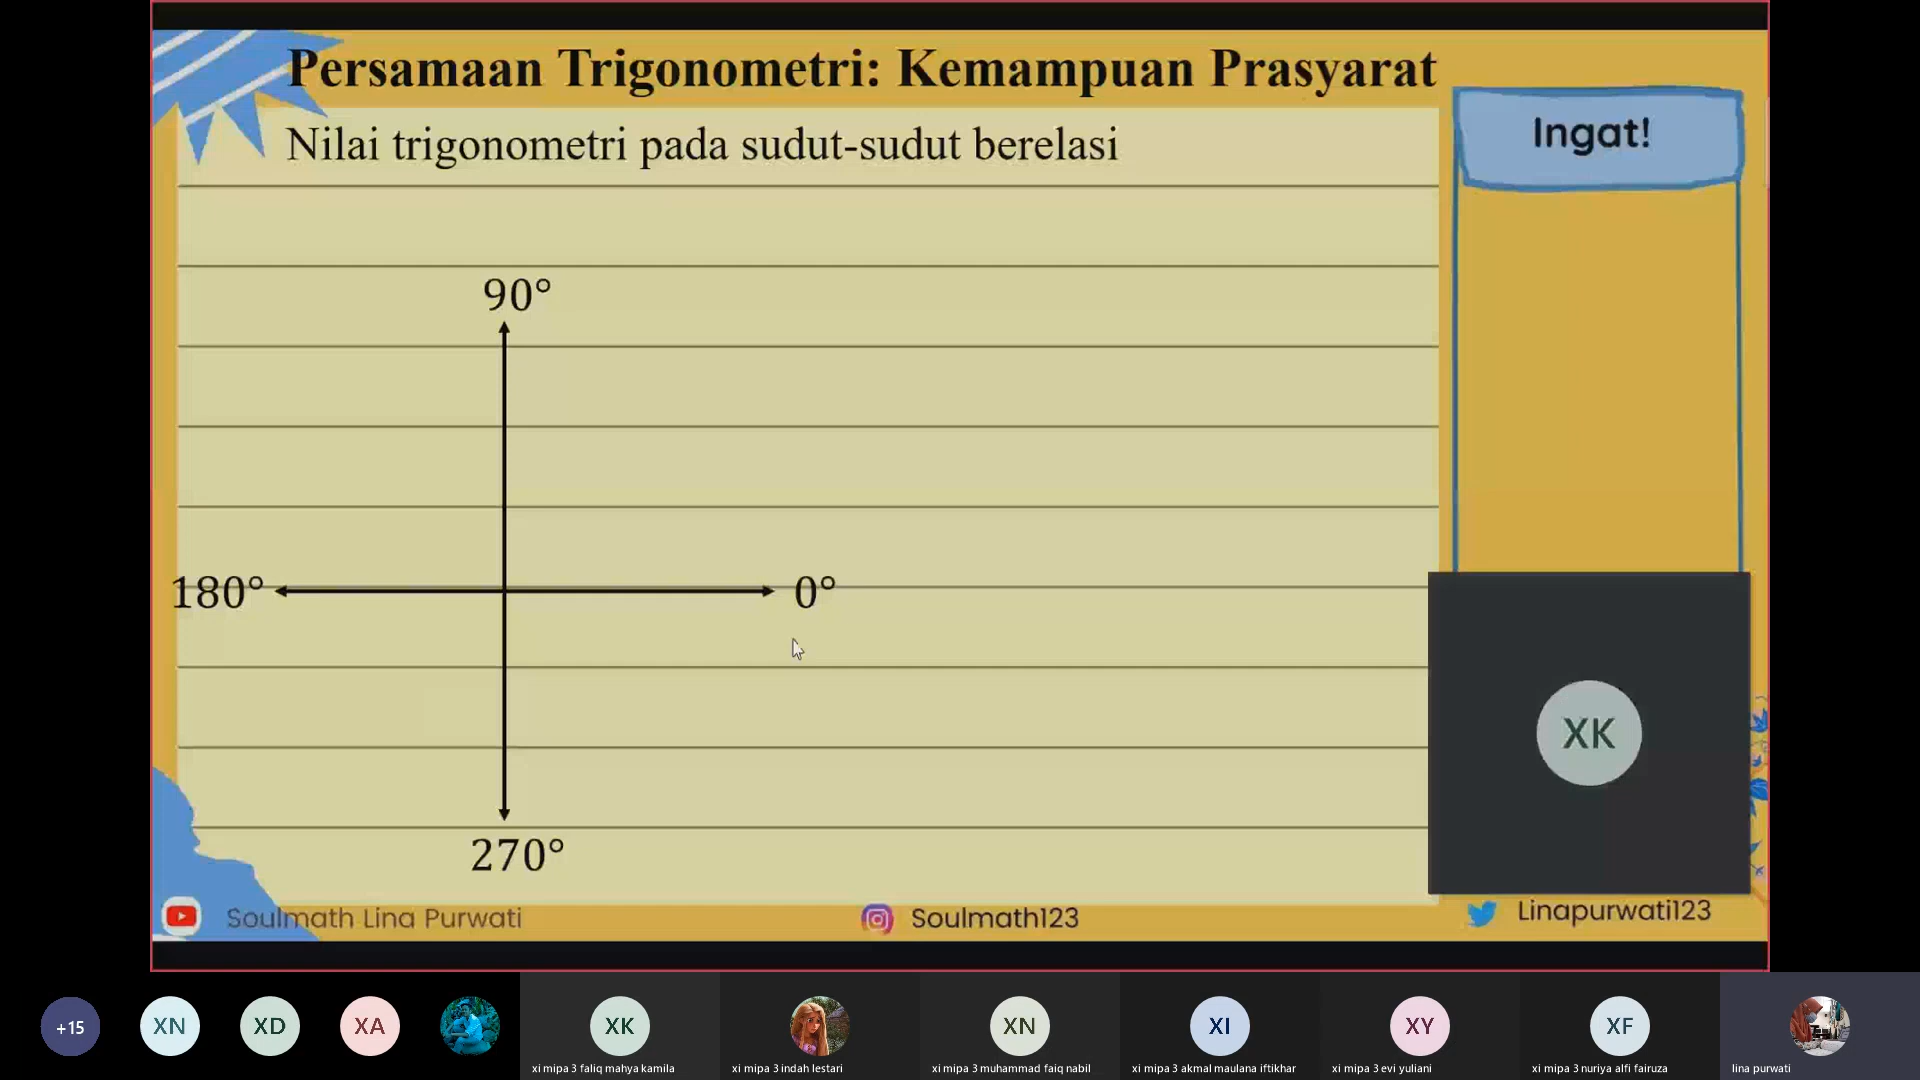 Persamaan Trigonometri: Kemampuan Prasyarat
Ingat!
Nilai trigonometri pada sudut-sudut berelasi
90°
180°
0°
270°
XK
Soulmath Lina Purwati
Soulmath123
Linapurwati123
+15
XN
XD
XA
XK
XN
XI
XY
XF
xi mipa 3 faliq mahya kamila
xi mipa 3 indah lestari
xi mipa 3 muhammad faiq nabil
xi mipa 3 akmal maulana iftikhar
xi mipa 3 evi yuliani
xi mipa 3 nuriya alfi fairuza
lina purwati